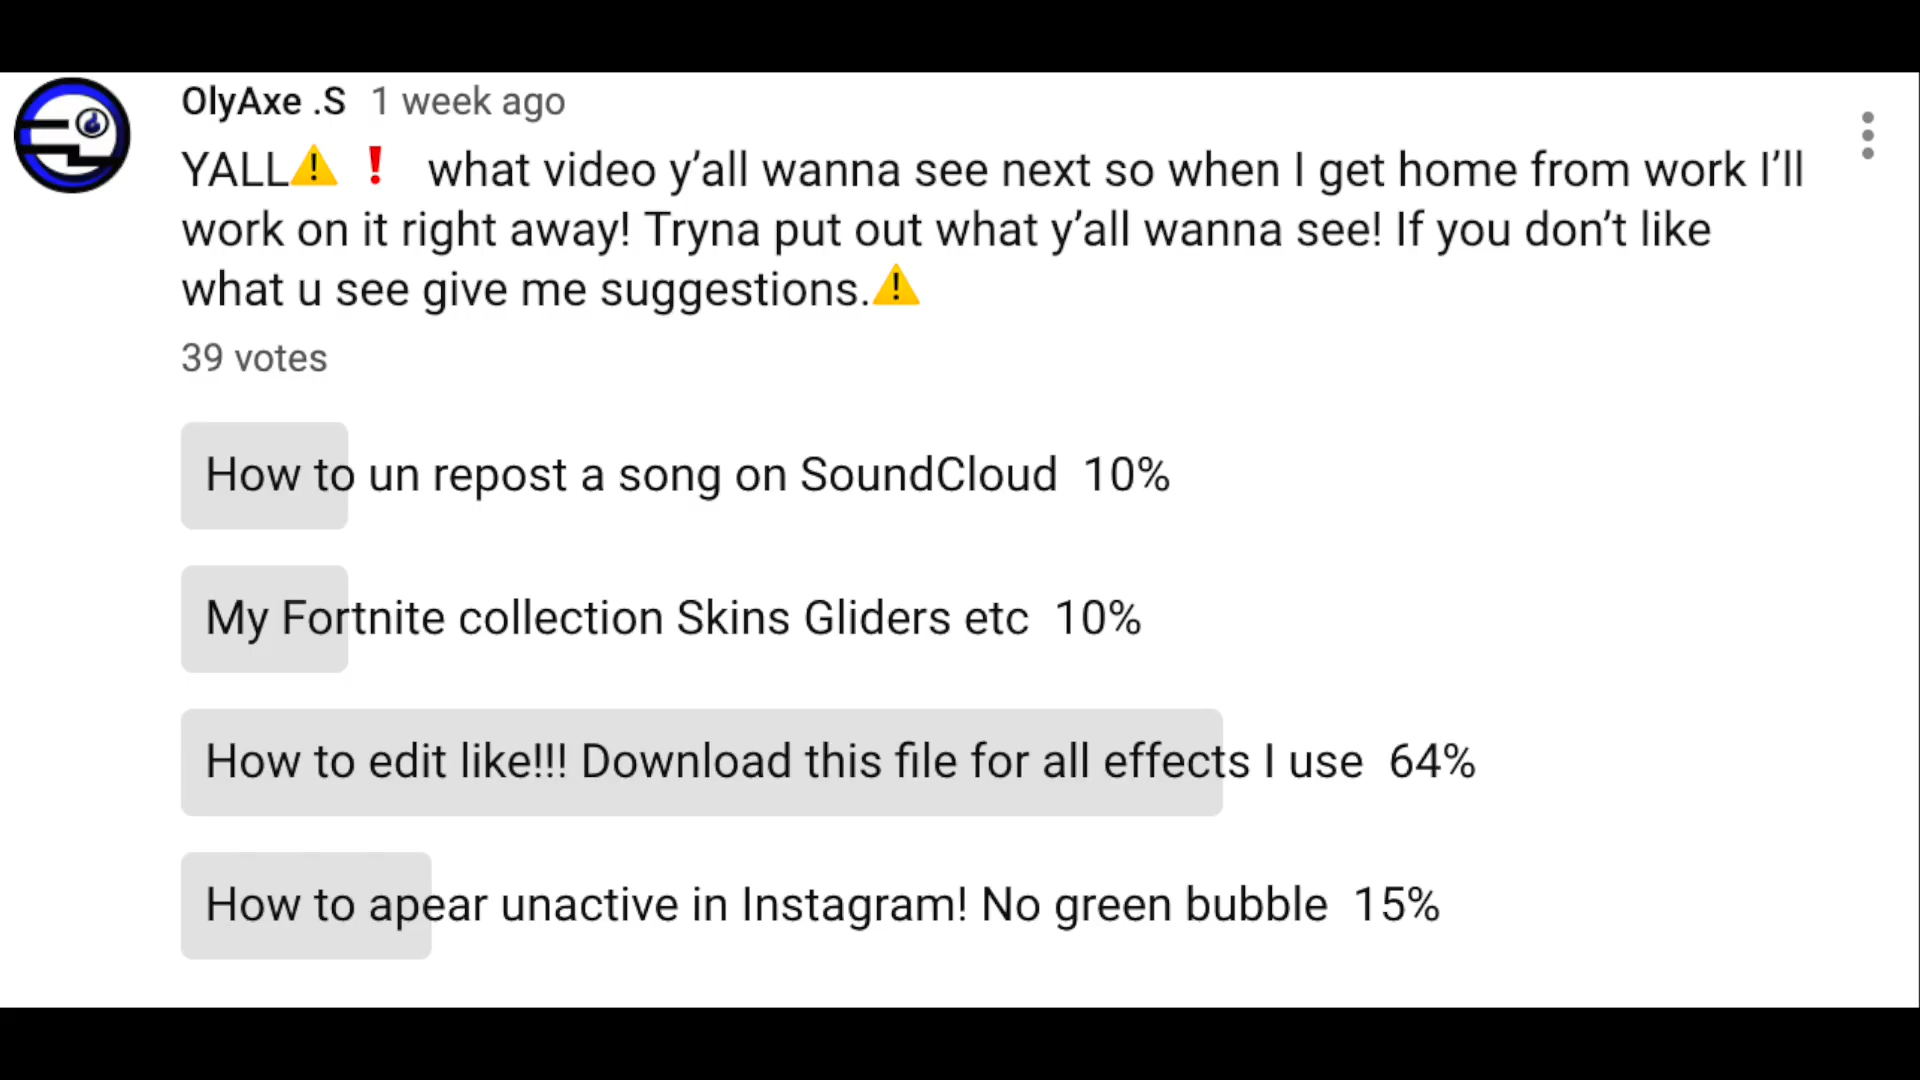 OlyAxe .S 1 week ago
YALL⚠️❗ what video y’all wanna see next so when I get home from work I’ll
work on it right away! Tryna put out what y’all wanna see! If you don’t like
what u see give me suggestions.⚠️
39 votes
How to un repost a song on SoundCloud 10%
My Fortnite collection Skins Gliders etc 10%
How to edit like!!! Download this file for all effects I use 64%
How to apear unactive in Instagram! No green bubble 15%